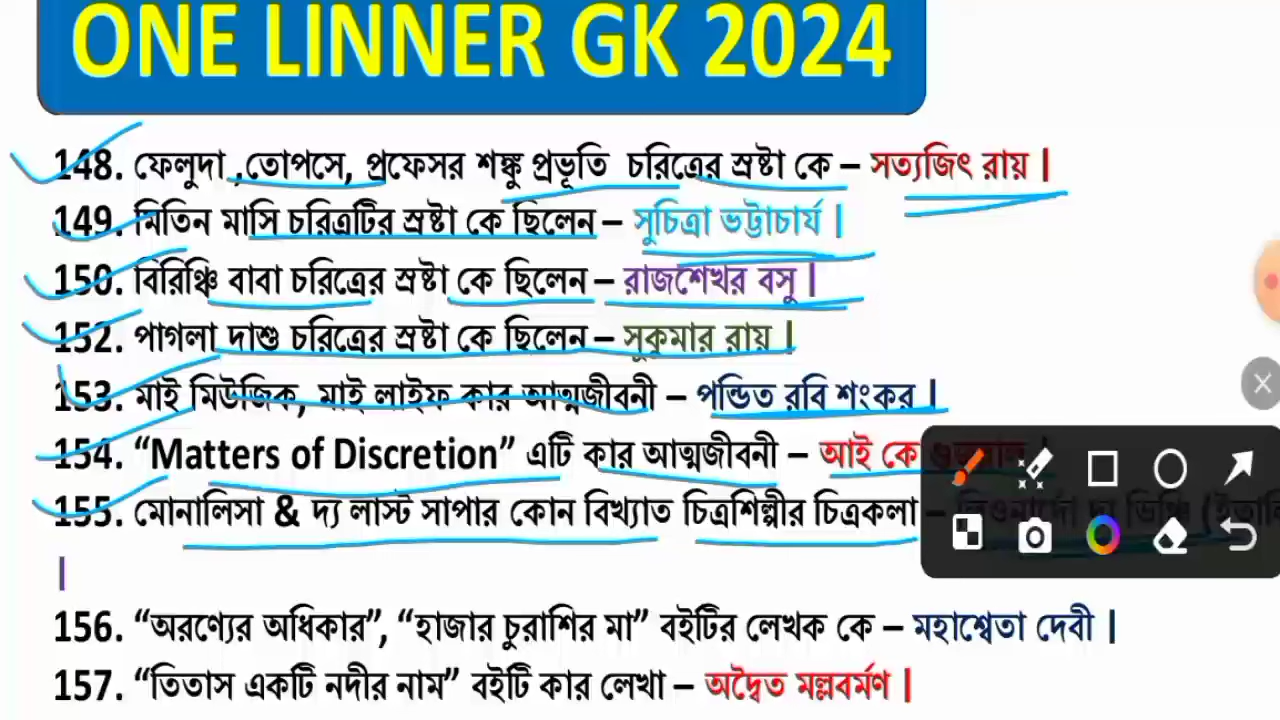 ONE LINNER GK 2024
148. ফেলুদা ,তোপসে, প্রফেসর শঙ্কু প্রভূতি চরিত্রের স্রষ্টা কে – সত্যজিৎ রায় |
149. মিতিন মাসি চরিত্রটির স্রষ্টা কে ছিলেন – সুচিত্রা ভট্টাচার্য |
150. বিরিঞ্চি বাবা চরিত্রের স্রষ্টা কে ছিলেন – রাজশেখর বসু |
152. পাগলা দাশু চরিত্রের স্রষ্টা কে ছিলেন – সুকুমার রায় |
153. মাই মিউজিক, মাই লাইফ কার আত্মজীবনী – পন্ডিত রবি শংকর |
154. “Matters of Discretion” এটি কার আত্মজীবনী – আই কে
155. মোনালিসা & দ্য লাস্ট সাপার কোন বিখ্যাত চিত্রশিল্পীর চিত্রকলা –
|
156. “অরণ্যের অধিকার”, “হাজার চুরাশির মা” বইটির লেখক কে – মহাশ্বেতা দেবী |
157. “তিতাস একটি নদীর নাম” বইটি কার লেখা – অদ্বৈত মল্লবর্মণ |